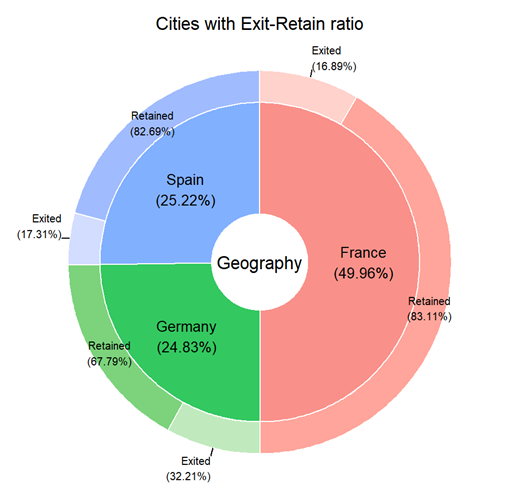 Cities with Exit-Retain ratio
Exited
(16.89%)
Retained
(82.69%)
Spain
(25.22%)
Exited
(17.31%)
Geography
France
(49.96%)
Retained
(83.11%)
Germany
(24.83%)
Retained
(67.79%)
Exited
(32.21%)